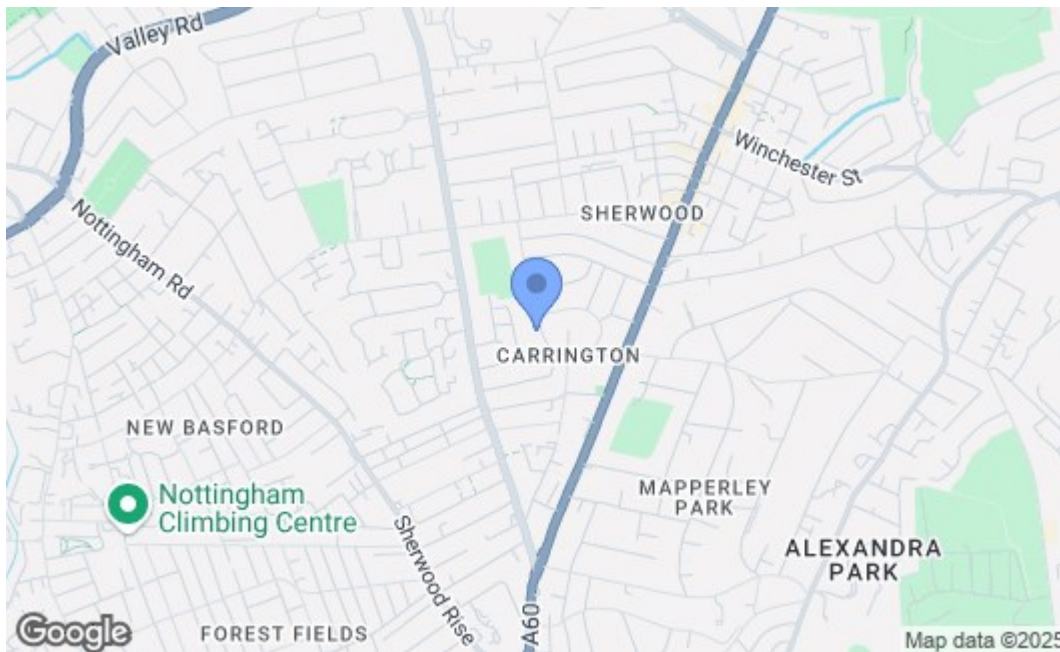 Valley Rd
Winchester St
Nottingham Rd
SHERWOOD
CARRINGTON
NEW BASFORD
Nottingham
Climbing Centre
MAPPERLEY
PARK
Sherwood Rise
ALEXANDRA
PARK
A60
FOREST FIELDS
Google
Map data ©2025